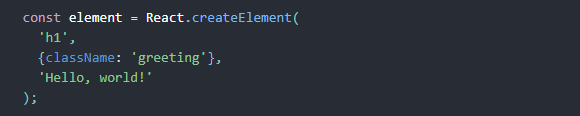 const element = React.createElement(
  'h1',
  {className: 'greeting'},
  'Hello, world!'
);